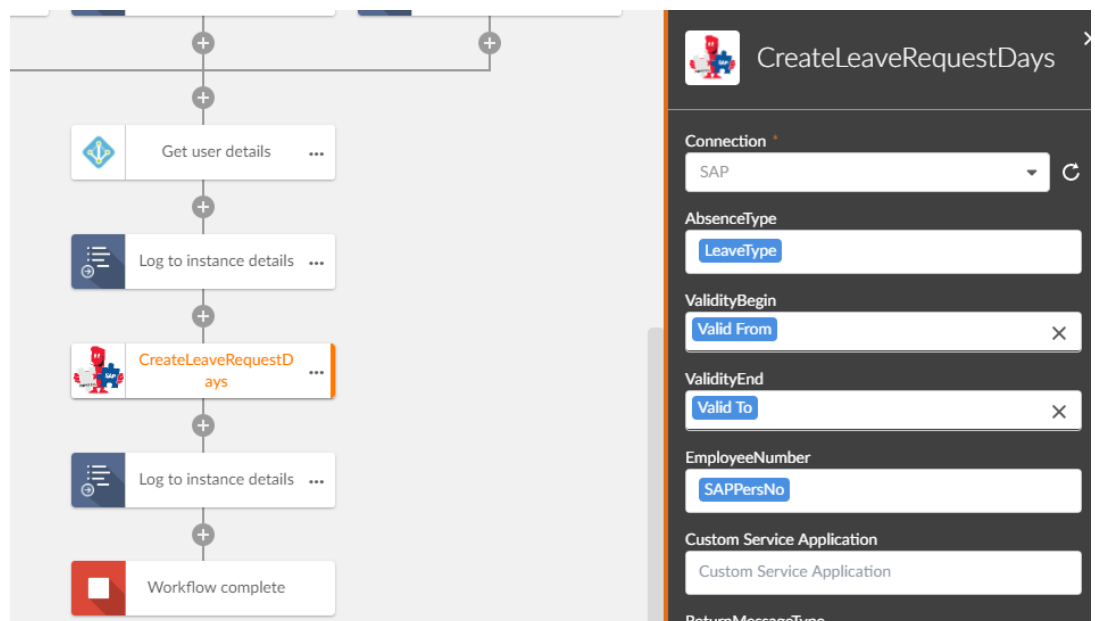 Get user details
Log to instance details
CreateLeaveRequestD
ays
Log to instance details
Workflow complete
CreateLeaveRequestDays
Connection *
SAP
AbsenceType
LeaveType
ValidityBegin
Valid From
ValidityEnd
Valid To
EmployeeNumber
SAPPersNo
Custom Service Application
Custom Service Application
ReturnMessageType